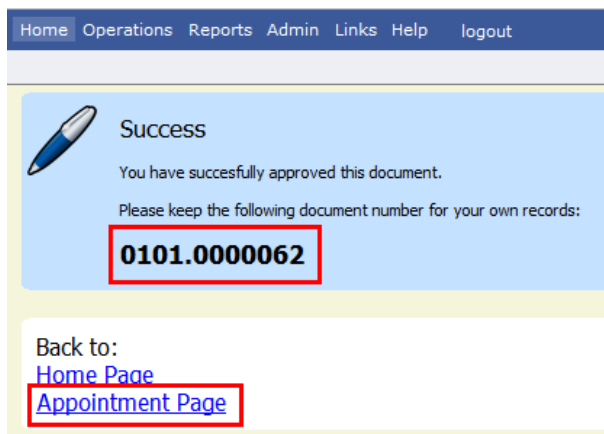 Home Operations Reports Admin Links Help logout
Success
You have succesfully approved this document.
Please keep the following document number for your own records:
0101.0000062
Back to:
Home Page
Appointment Page